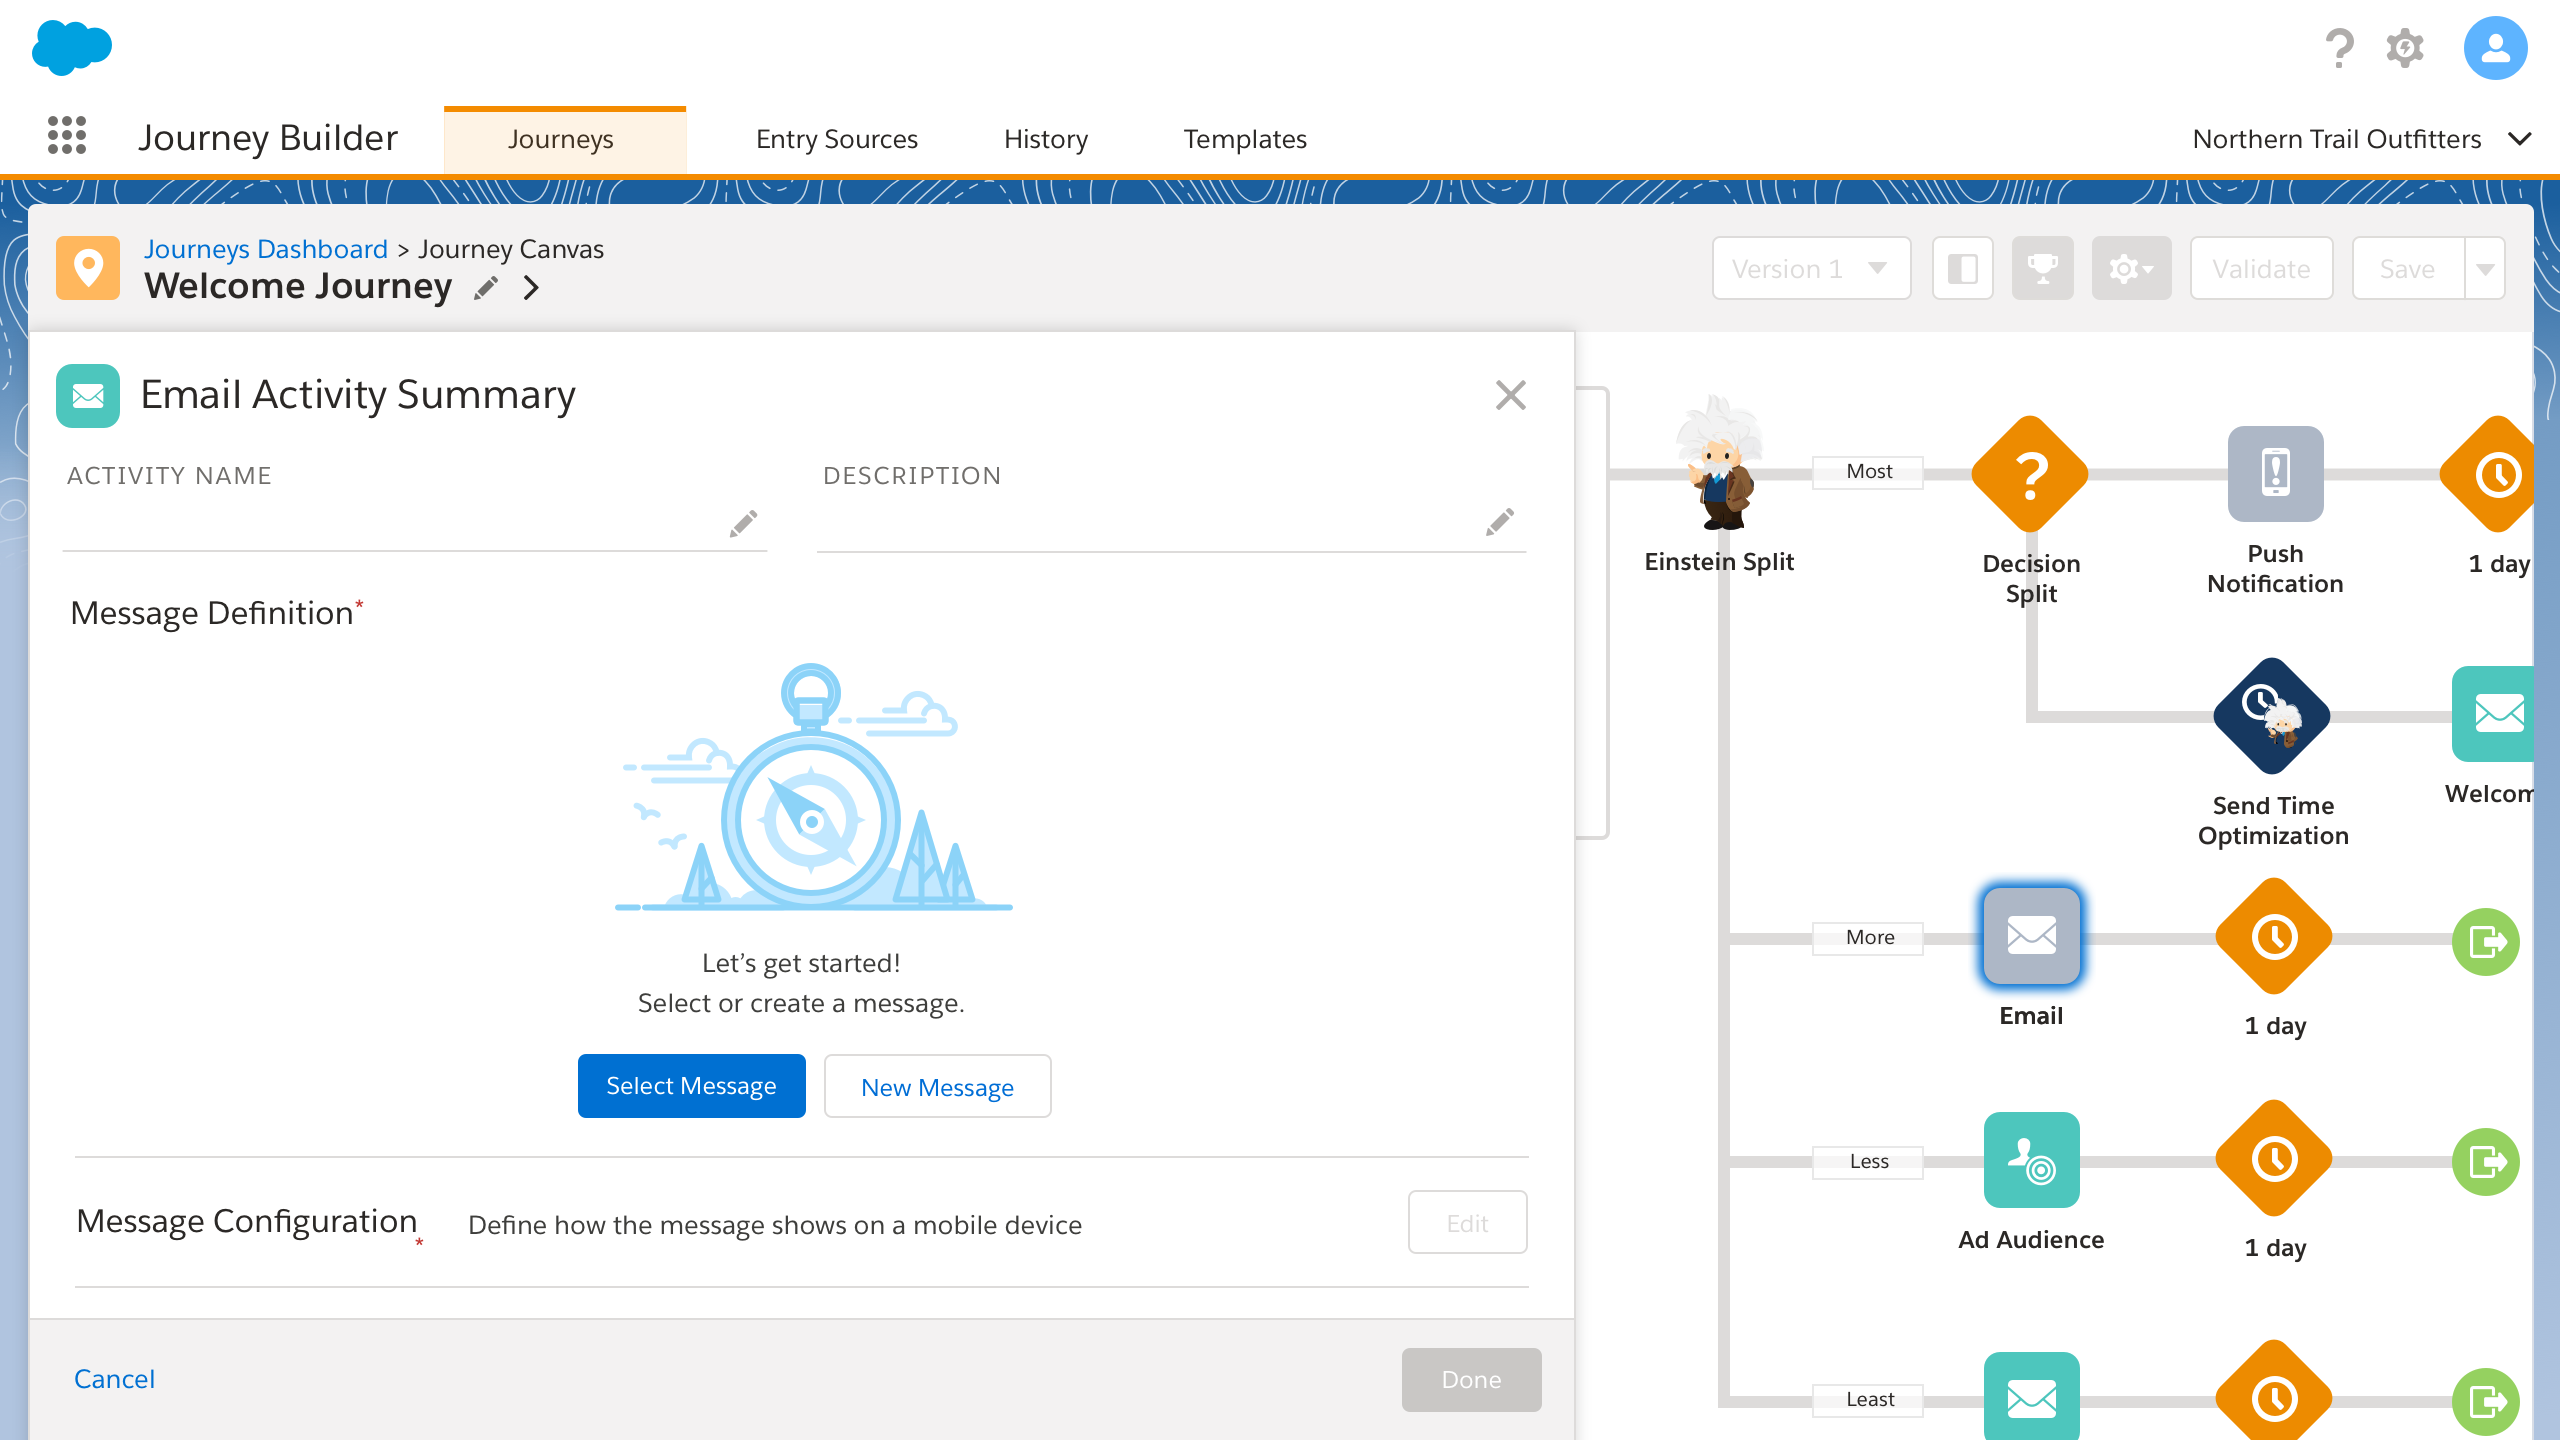 Journey Builder
Journeys
Entry Sources
History
Templates
Northern Trail Outfitters
Journeys Dashboard > Journey Canvas
Welcome Journey
Version 1
Validate
Save
Email Activity Summary
ACTIVITY NAME
DESCRIPTION
Message Definition*
Let’s get started!
Select or create a message.
Select Message
New Message
Message Configuration*
Define how the message shows on a mobile device
Edit
Cancel
Done
Einstein Split
Most
Decision
Split
Push
Notification
1 day
Send Time
Optimization
Welcom
More
Email
1 day
Less
Ad Audience
1 day
Least